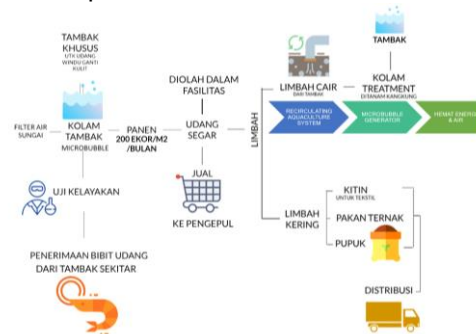 TAMBAK
KHUSUS
UTK UDANG
WINDU GANTI
KULIT
FILTER AIR
SUNGAI
KOLAM
TAMBAK
MICROBUBBLE
UJI KELAYAKAN
PENERIMAAN BIBIT UDANG
DARI TAMBAK SEKITAR
PANEN
200 EKOR/M2
/BULAN
DIOLAH DALAM
FASILITAS
UDANG
SEGAR
JUAL
KE PENGEPUL
LIMBAH
LIMBAH CAIR
DARI TAMBAK
TAMBAK
KOLAM
TREATMENT
DITANAM KANGKUNG
RECIRCULATING
AQUACULTURE
SYSTEM
MICROBUBBLE
GENERATOR
HEMAT ENERGI
& AIR
LIMBAH
KERING
KITIN
UNTUK TEKSTIL
PAKAN TERNAK
PUPUK
DISTRIBUSI